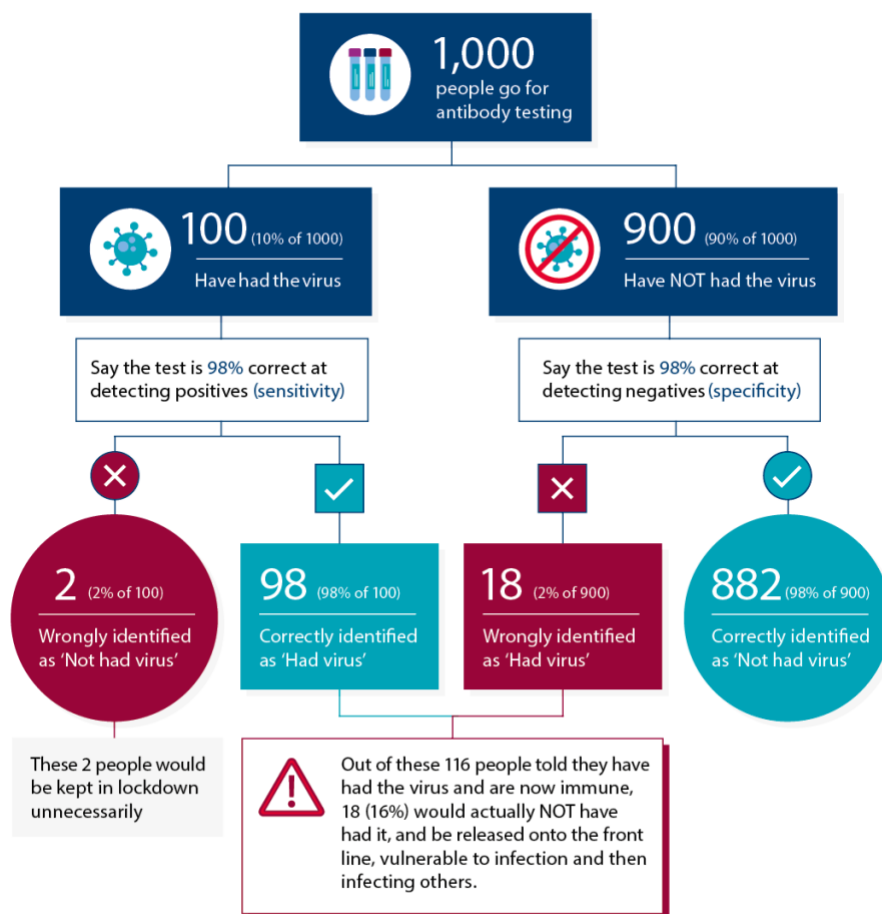 1,000
people go for
antibody testing
100 (10% of 1000)
Have had the virus
900 (90% of 1000)
Have NOT had the virus
Say the test is 98% correct at
detecting positives (sensitivity)
Say the test is 98% correct at
detecting negatives (specificity)
2 (2% of 100)
Wrongly identified
as ‘Not had virus’
98 (98% of 100)
Correctly identified
as ‘Had virus’
18 (2% of 900)
Wrongly identified
as ‘Had virus’
882 (98% of 900)
Correctly identified
as ‘Not had virus’
These 2 people would
be kept in lockdown
unnecessarily
Out of these 116 people told they have
had the virus and are now immune,
18 (16%) would actually NOT have
had it, and be released onto the front
line, vulnerable to infection and then
infecting others.